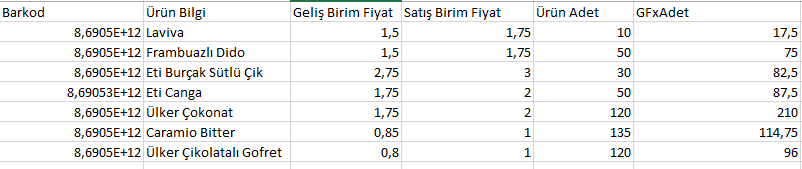 Barkod Ürün Bilgi Geliş Birim Fiyat Satış Birim Fiyat Ürün Adet GFxAdet
8,6905E+12 Laviva 1,5 1,75 10 17,5
8,6905E+12 Frambuazlı Dido 1,5 1,75 50 75
8,6905E+12 Eti Burçak Sütlü Çik 2,75 3 30 82,5
8,69053E+12 Eti Canga 1,75 2 50 87,5
8,6905E+12 Ülker Çokonat 1,75 2 120 210
8,6905E+12 Caramio Bitter 0,85 1 135 114,75
8,6905E+12 Ülker Çikolatalı Gofret 0,8 1 120 96